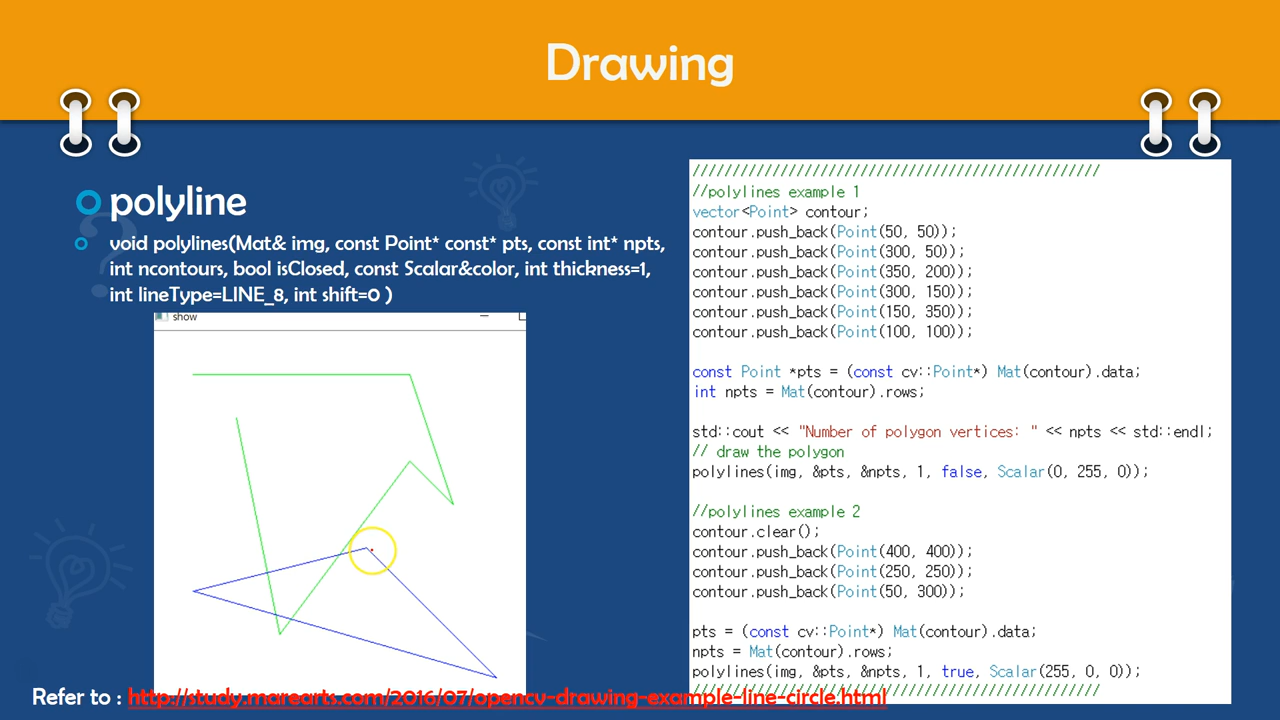 Drawing
polyline
void polylines(Mat& img, const Point* const* pts, const int* npts,
int ncontours, bool isClosed, const Scalar&color, int thickness=1,
int lineType=LINE_8, int shift=0 )
show
//////////////////////////////////////////////////////
//polylines example 1
vector<Point> contour;
contour.push_back(Point(50, 50));
contour.push_back(Point(300, 50));
contour.push_back(Point(350, 200));
contour.push_back(Point(300, 150));
contour.push_back(Point(150, 350));
contour.push_back(Point(100, 100));
const Point *pts = (const cv::Point*) Mat(contour).data;
int npts = Mat(contour).rows;
std::cout << "Number of polygon vertices: " << npts << std::endl;
// draw the polygon
polylines(img, &pts, &npts, 1, false, Scalar(0, 255, 0));
//polylines example 2
contour.clear();
contour.push_back(Point(400, 400));
contour.push_back(Point(250, 250));
contour.push_back(Point(50, 300));
pts = (const cv::Point*) Mat(contour).data;
npts = Mat(contour).rows;
polylines(img, &pts, &npts, 1, true, Scalar(255, 0, 0));
//////////////////////////////////////////////////////
Refer to : http://study.marearts.com/2016/07/opencv-drawing-example-line-circle.html